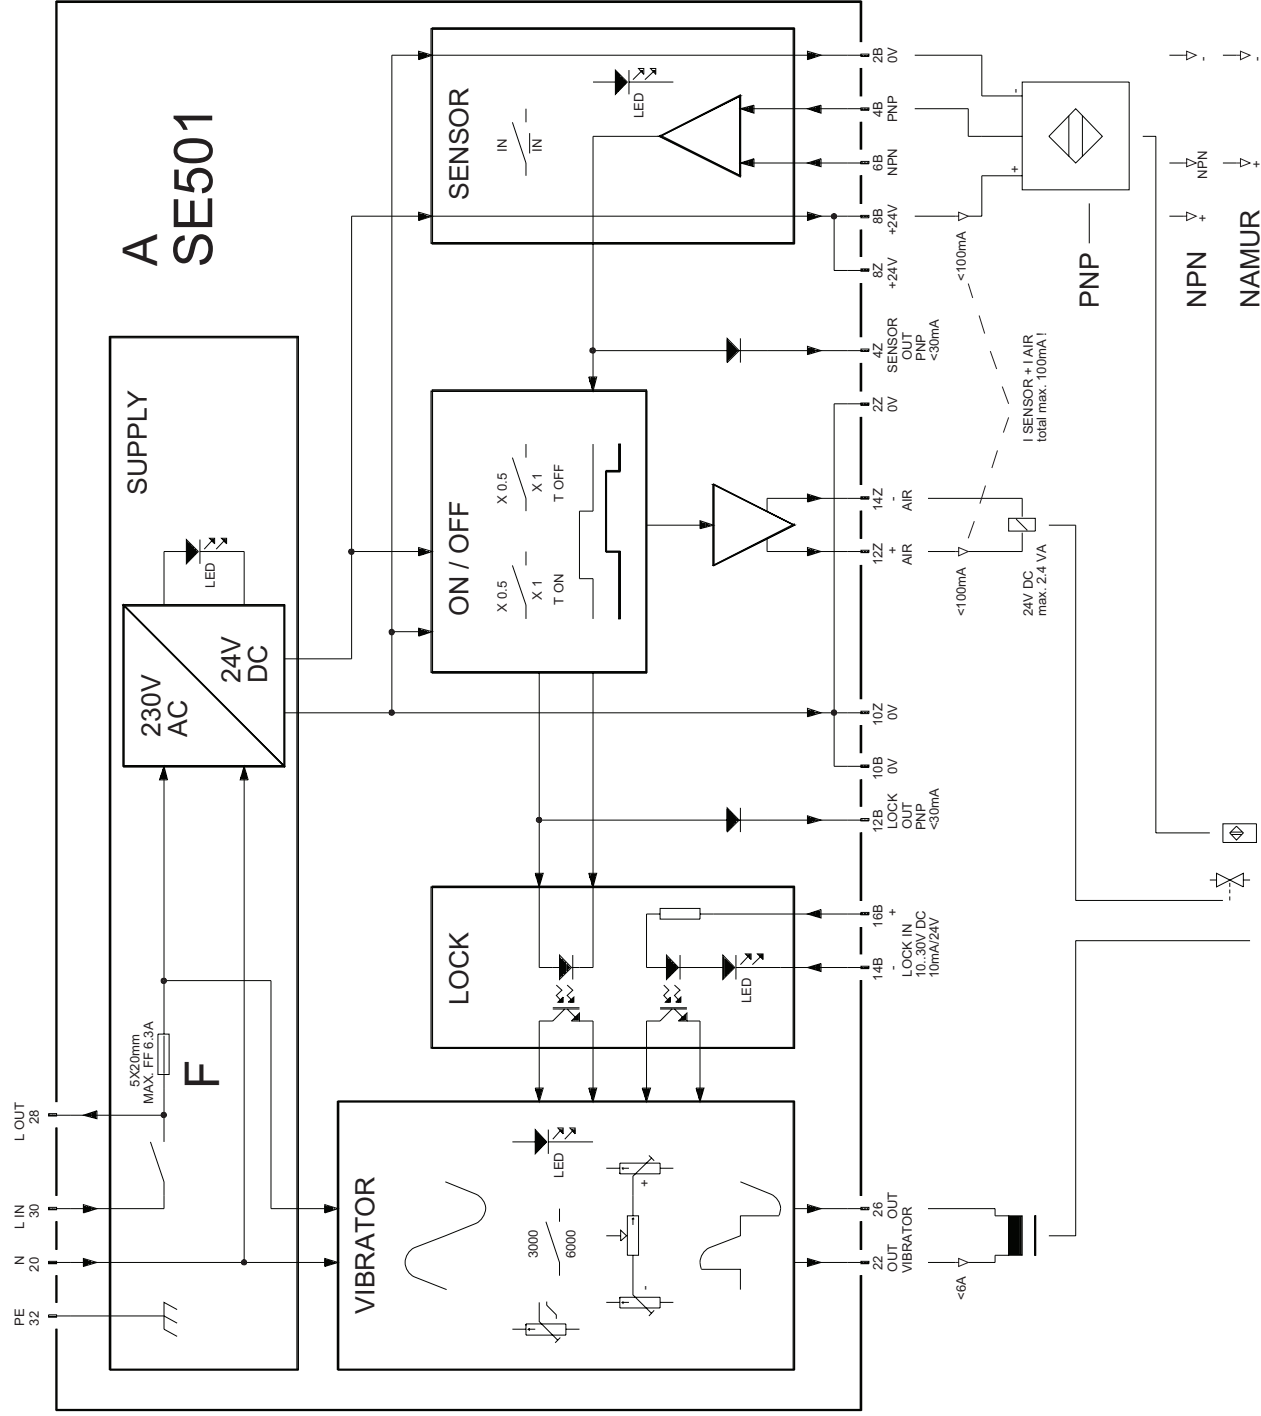 A
SE501
SUPPLY
PE
32
N
20
L IN
30
L OUT
28
5X20mm
MAX. FF 6.3A
F
230V
AC
24V
DC
LED
VIBRATOR
3000
6000
LED
-
+
LOCK
LED
ON / OFF
X 0.5
X 1
T ON
X 0.5
X 1
T OFF
SENSOR
IN
IN
LED
22
OUT
VIBRATOR
26
OUT
14B
-
16B
+
LOCK IN
10..30V DC
10mA/24V
12B
LOCK
OUT
PNP
<30mA
10B
0V
10Z
0V
12Z
+
AIR
14Z
-
AIR
2Z
0V
4Z
SENSOR
OUT
PNP
<30mA
8Z
+24V
8B
+24V
6B
NPN
4B
PNP
2B
0V
<6A
<100mA
<100mA
24V DC
max. 2.4 VA
I SENSOR + I AIR
total max. 100mA !
+
-
PNP
NPN
+
NPN
-
NAMUR
+
-